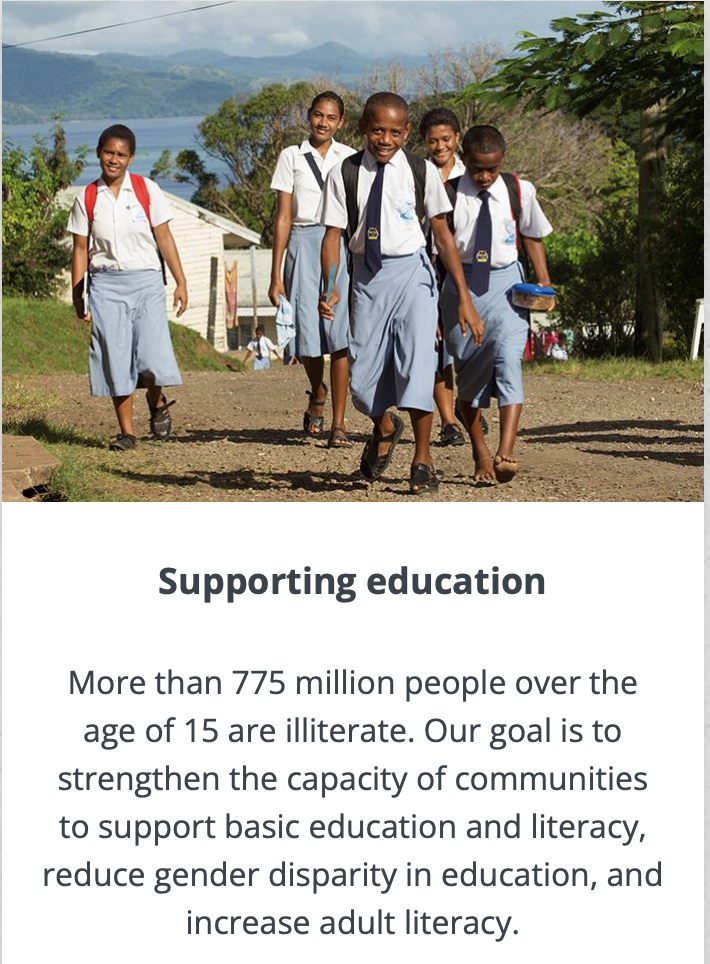 Supporting education
More than 775 million people over the
age of 15 are illiterate. Our goal is to
strengthen the capacity of communities
to support basic education and literacy,
reduce gender disparity in education, and
increase adult literacy.